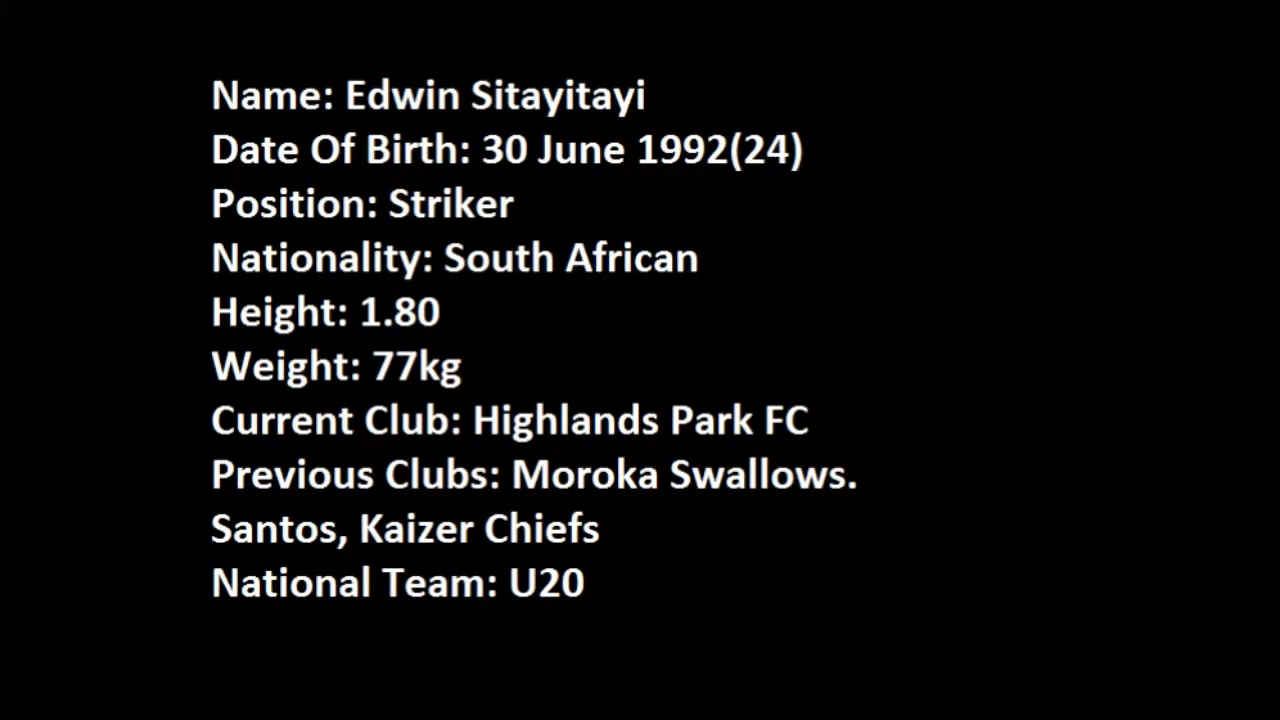 Name: Edwin Sitayitayi
Date Of Birth: 30 June 1992(24)
Position: Striker
Nationality: South African
Height: 1.80
Weight: 77kg
Current Club: Highlands Park FC
Previous Clubs: Moroka Swallows.
Santos, Kaizer Chiefs
National Team: U20